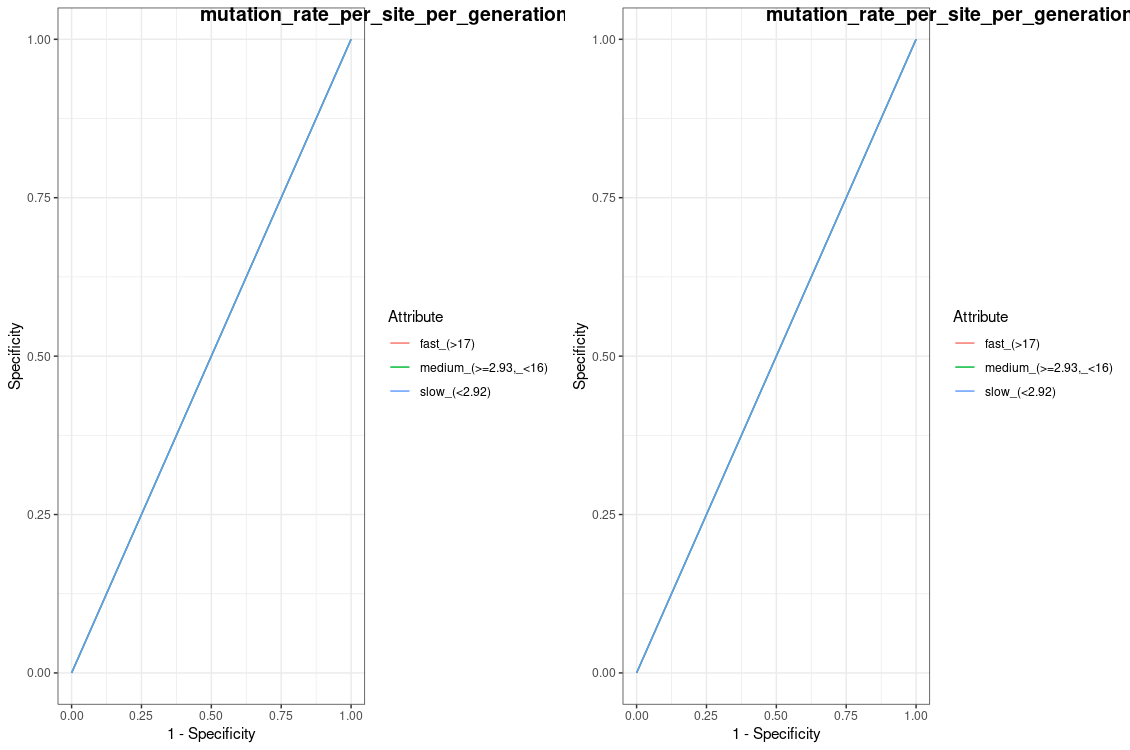 mutation_rate_per_site_per_generation
1.00
0.75
0.50
0.25
0.00
Specificity
0.00 0.25 0.50 0.75 1.00
1 - Specificity
Attribute
fast_(>17)
medium_(>=2.93,_<16)
slow_(<2.92)
mutation_rate_per_site_per_generation
1.00
0.75
0.50
0.25
0.00
Specificity
0.00 0.25 0.50 0.75 1.00
1 - Specificity
Attribute
fast_(>17)
medium_(>=2.93,_<16)
slow_(<2.92)